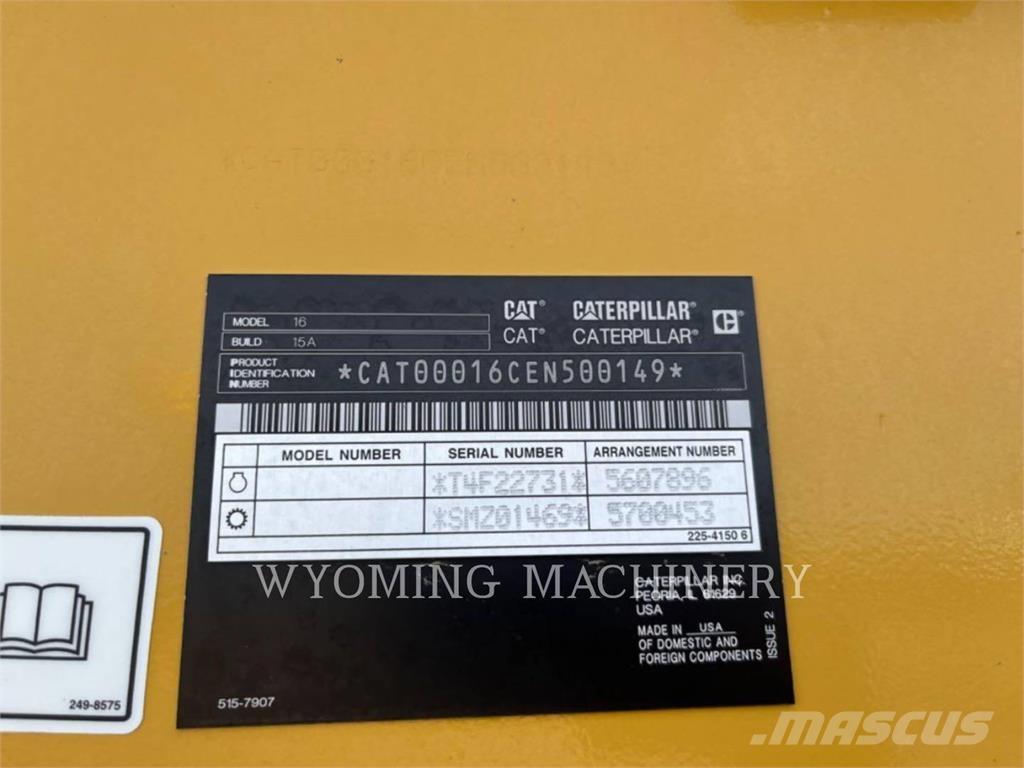 CAT® CATERPILLAR®
CAT® CATERPILLAR® C
MODEL 16
BUILD 15A
PRODUCT IDENTIFICATION NUMBER *CAT00016CEN500149*
MODEL NUMBER SERIAL NUMBER ARRANGEMENT NUMBER
*T4F22731* 5607896
*SMZ01469* 5700453
225-4150 6
WYOMING MACHINERY
CATERPILLAR INC.
PEORIA, IL 61629
USA
MADE IN USA
OF DOMESTIC AND
FOREIGN COMPONENTS
ISSUE 2
515-7907
249-8575
MASCUS